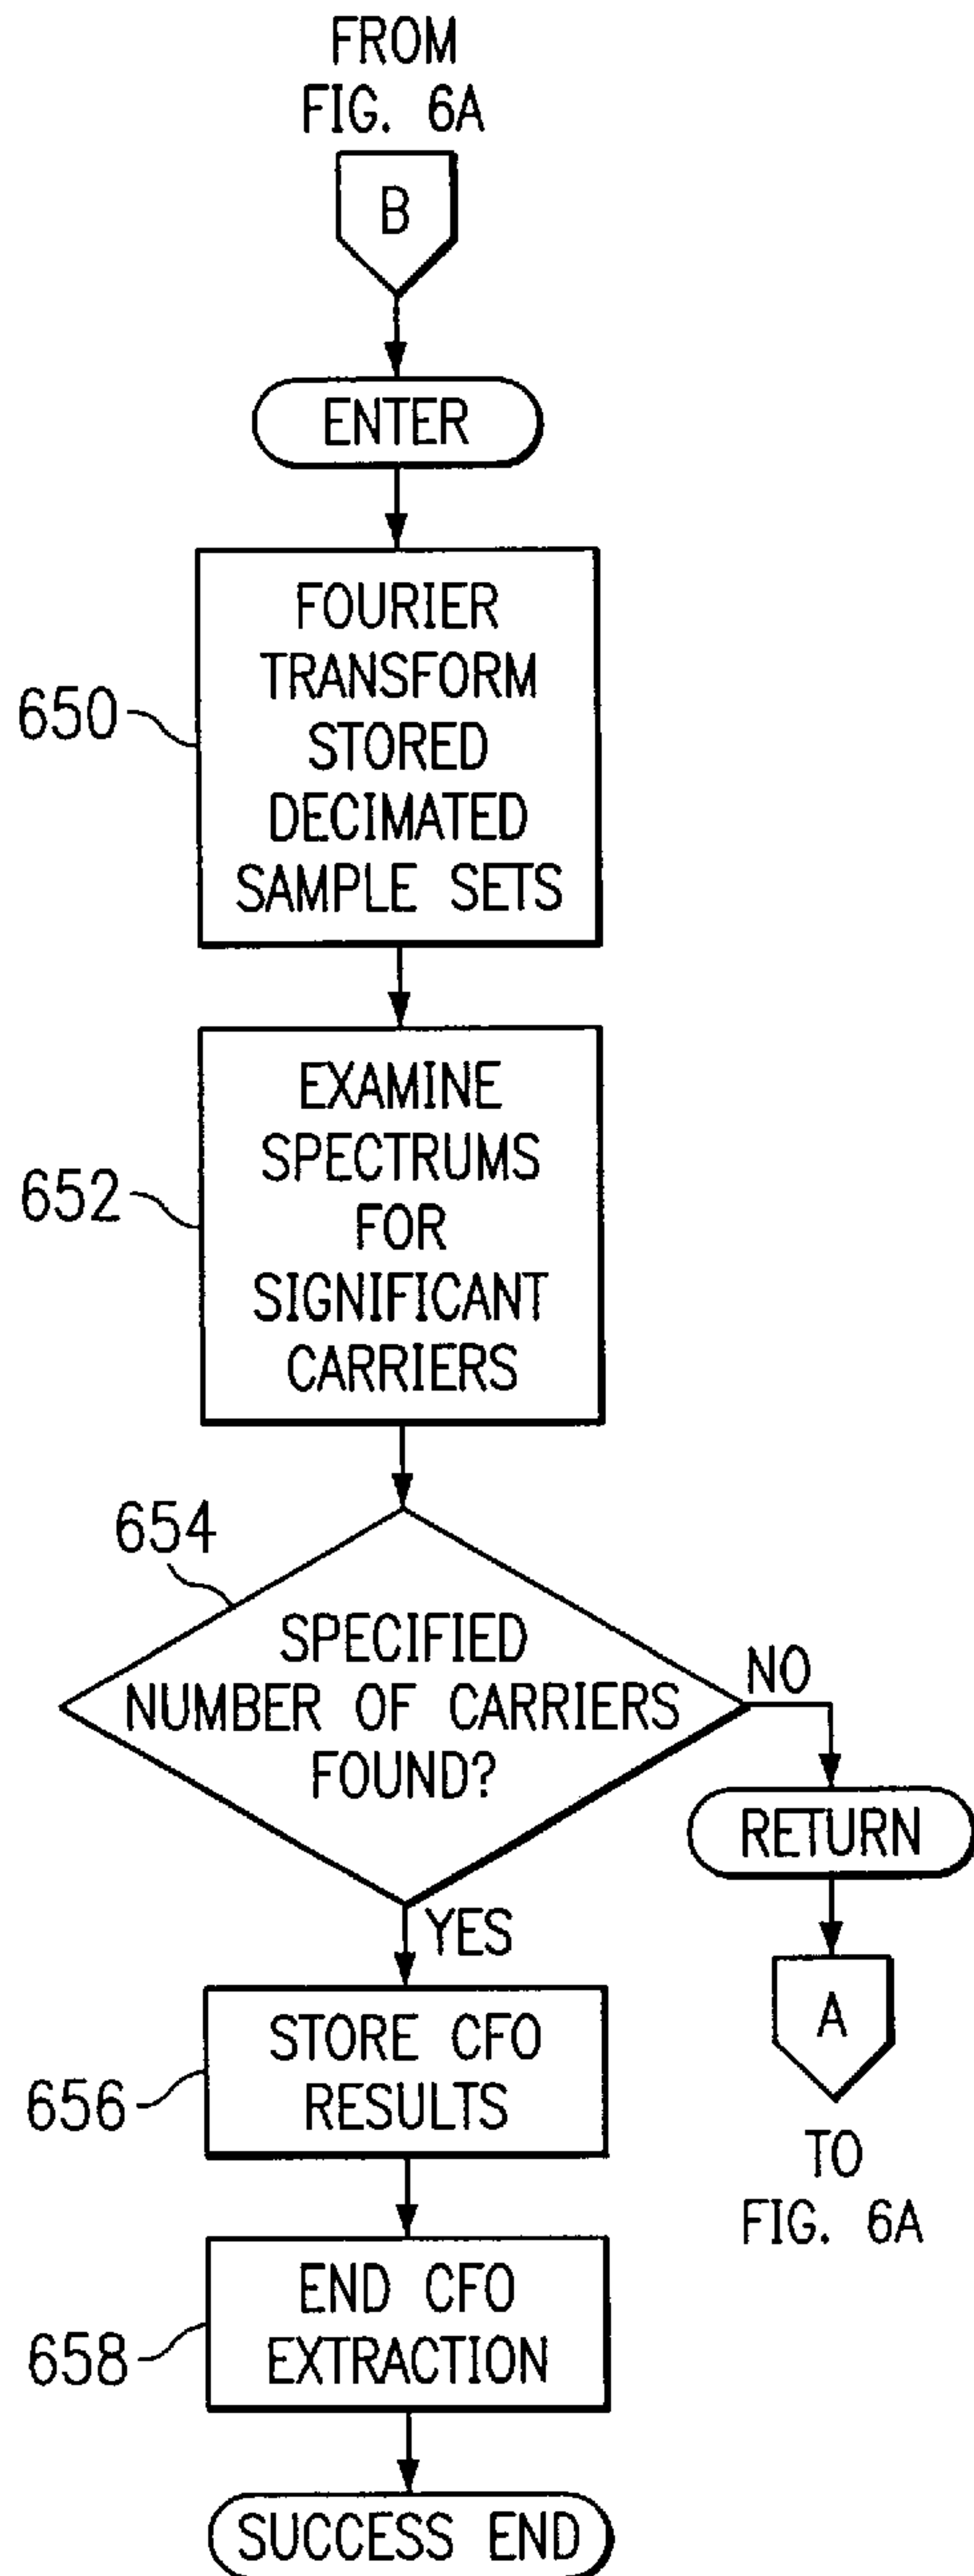 FROM
FIG. 6A
B
ENTER
650
FOURIER
TRANSFORM
STORED
DECIMATED
SAMPLE SETS
652
EXAMINE
SPECTRUMS
FOR
SIGNIFICANT
CARRIERS
654
SPECIFIED
NUMBER OF CARRIERS
FOUND?
NO
RETURN
A
TO
FIG. 6A
YES
656
STORE CFO
RESULTS
658
END CFO
EXTRACTION
SUCCESS END